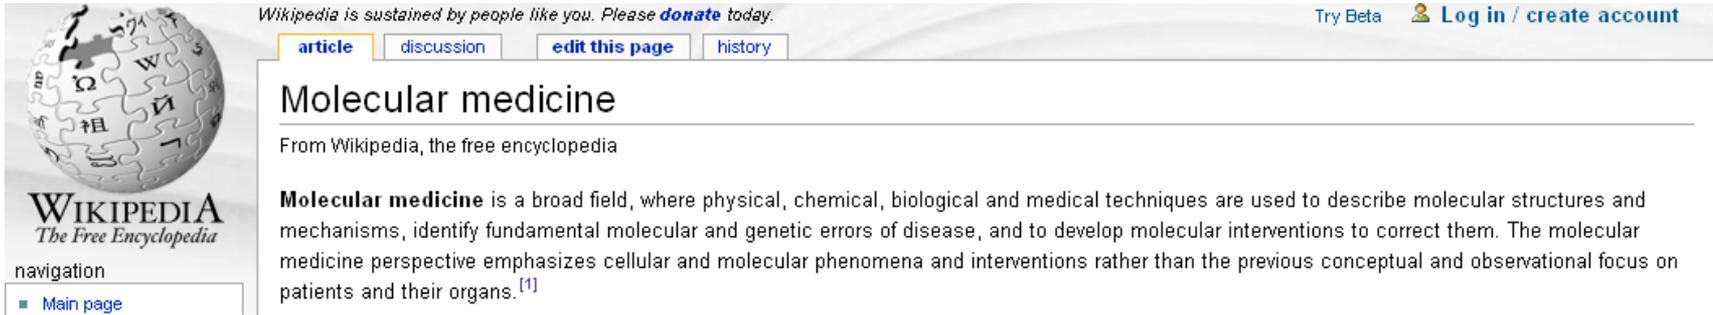 Wikipedia is sustained by people like you. Please donate today.
Try Beta Log in / create account
article discussion edit this page history
Molecular medicine
From Wikipedia, the free encyclopedia
Molecular medicine is a broad field, where physical, chemical, biological and medical techniques are used to describe molecular structures and
mechanisms, identify fundamental molecular and genetic errors of disease, and to develop molecular interventions to correct them. The molecular
medicine perspective emphasizes cellular and molecular phenomena and interventions rather than the previous conceptual and observational focus on
patients and their organs.[1]
Ω W
И
祖
WIKIPEDIA
The Free Encyclopedia
navigation
Main page